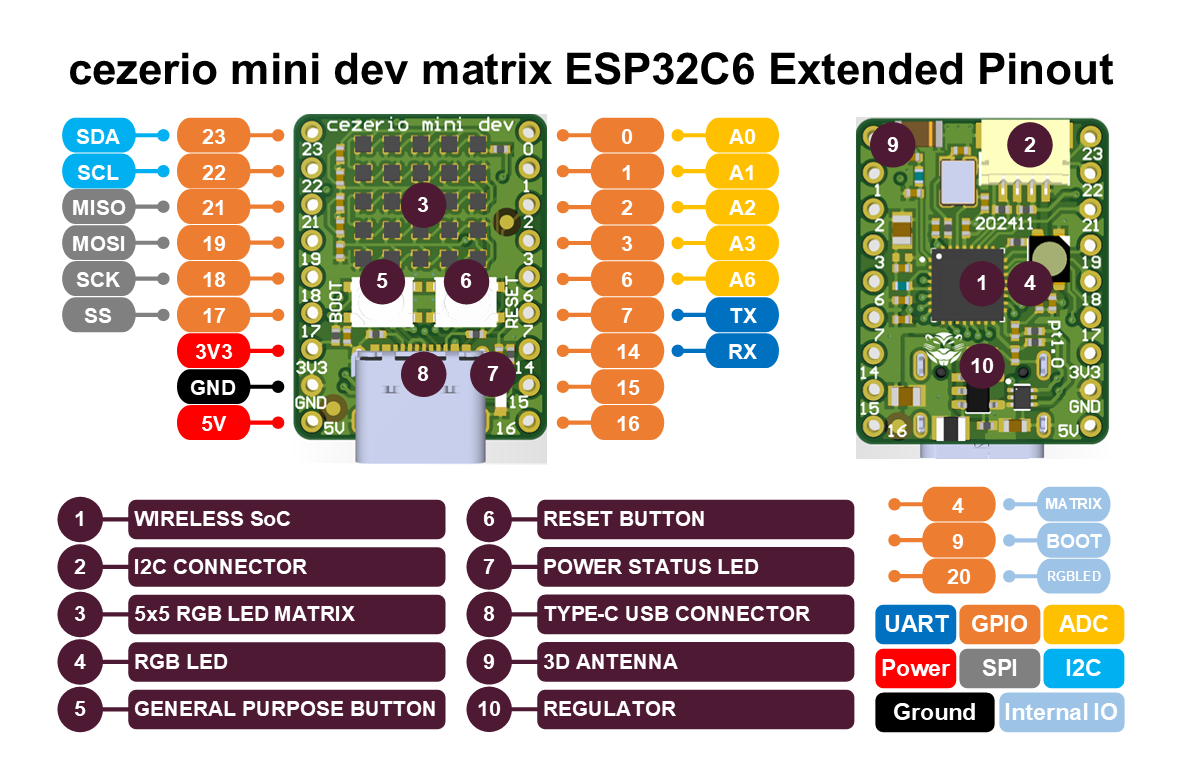 cezerio mini dev matrix ESP32C6 Extended Pinout
SDA 23
SCL 22
MISO 21
MOSI 19
SCK 18
SS 17
3V3
GND
5V
cezerio mini dev
23
22
21
19
18
17
3V3
GND
5V
0
1
2
3
6
7
14
15
16
BOOT
RESET
3
5
6
8
7
0 A0
1 A1
2 A2
3 A3
6 A6
7 TX
14 RX
15
16
9
2
202411
1
4
10
pr1.0
1
2
3
6
7
14
15
16
23
22
21
19
18
17
3V3
GND
5V
1 WIRELESS SoC
2 I2C CONNECTOR
3 5x5 RGB LED MATRIX
4 RGB LED
5 GENERAL PURPOSE BUTTON
6 RESET BUTTON
7 POWER STATUS LED
8 TYPE-C USB CONNECTOR
9 3D ANTENNA
10 REGULATOR
4 MATRIX
9 BOOT
20 RGBLED
UART GPIO ADC
Power SPI I2C
Ground Internal IO